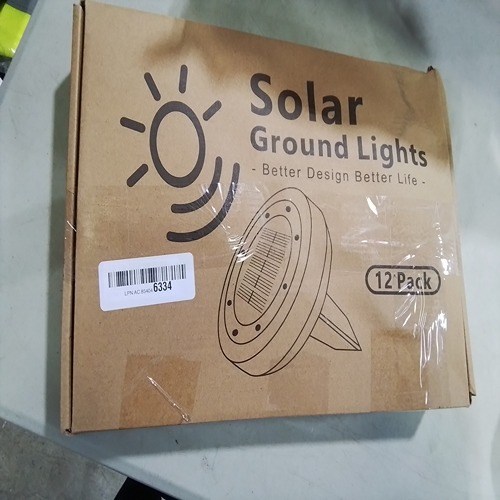 Solar
Ground Lights
- Better Design Better Life -
12 Pack
6334